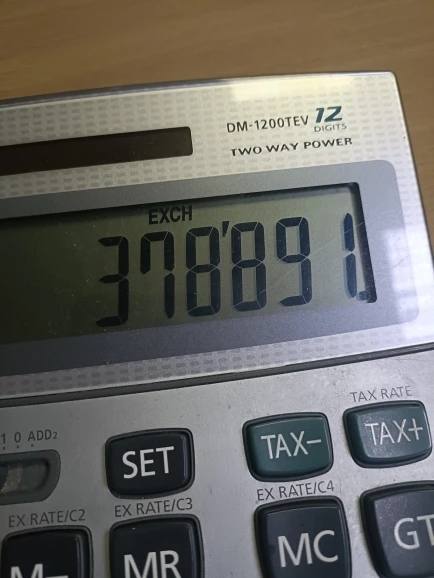 DM-1200TEV 12
DIGITS
TWO WAY POWER
EXCH
378'891.
TAX RATE
1 0 ADD2
SET TAX- TAX+
EX RATE/C2 EX RATE/C3 EX RATE/C4
M- MR MC GT